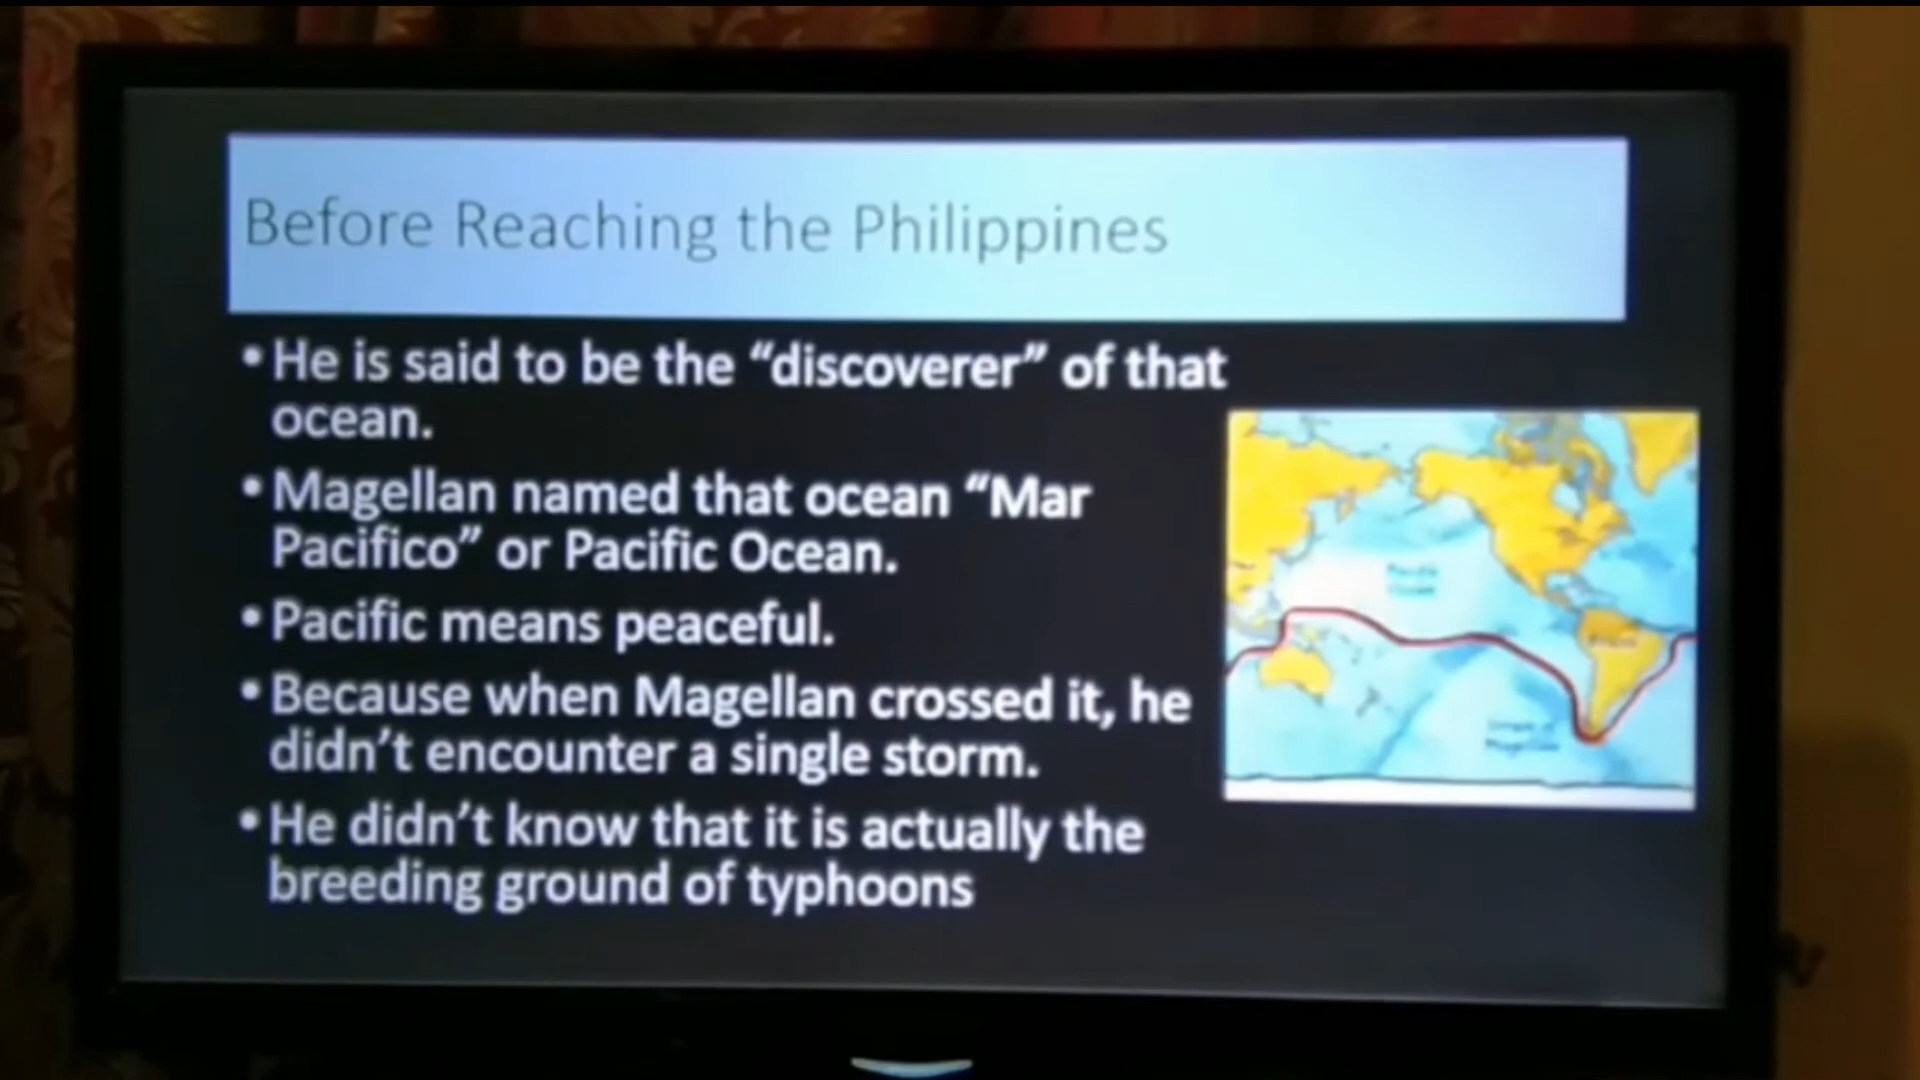 Before Reaching the Philippines
• He is said to be the “discoverer” of that
ocean.
• Magellan named that ocean “Mar
Pacifico” or Pacific Ocean.
• Pacific means peaceful.
• Because when Magellan crossed it, he
didn’t encounter a single storm.
• He didn’t know that it is actually the
breeding ground of typhoons
Pacific
Ocean